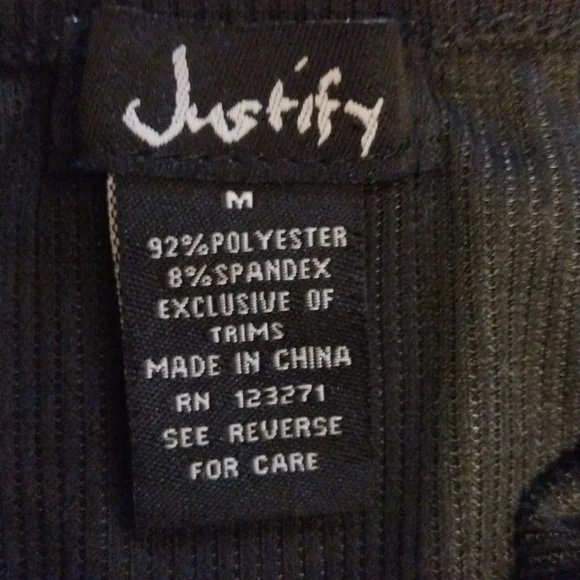 Justify
M
92%POLYESTER
8%SPANDEX
EXCLUSIVE OF
TRIMS
MADE IN CHINA
RN 123271
SEE REVERSE
FOR CARE